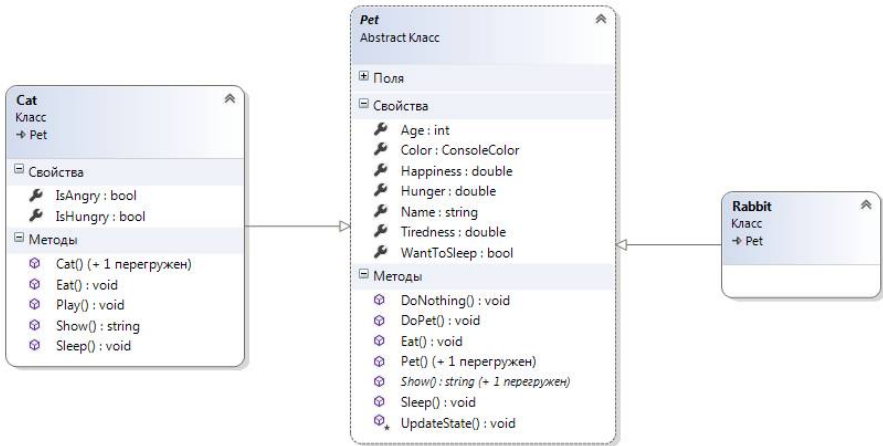 Cat
Класс
Pet
Свойства
IsAngry : bool
IsHungry : bool
Методы
Cat() (+ 1 перегружен)
Eat() : void
Play() : void
Show() : string
Sleep() : void
Pet
Abstract Класс
Поля
Свойства
Age : int
Color : ConsoleColor
Happiness : double
Hunger : double
Name : string
Tiredness : double
WantToSleep : bool
Методы
DoNothing() : void
DoPet() : void
Eat() : void
Pet() (+ 1 перегружен)
Show() : string (+ 1 перегружен)
Sleep() : void
UpdateState() : void
Rabbit
Класс
Pet